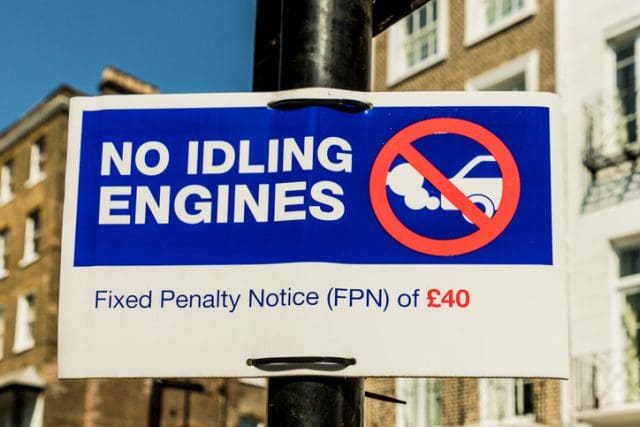 NO IDLING
ENGINES
Fixed Penalty Notice (FPN) of £40